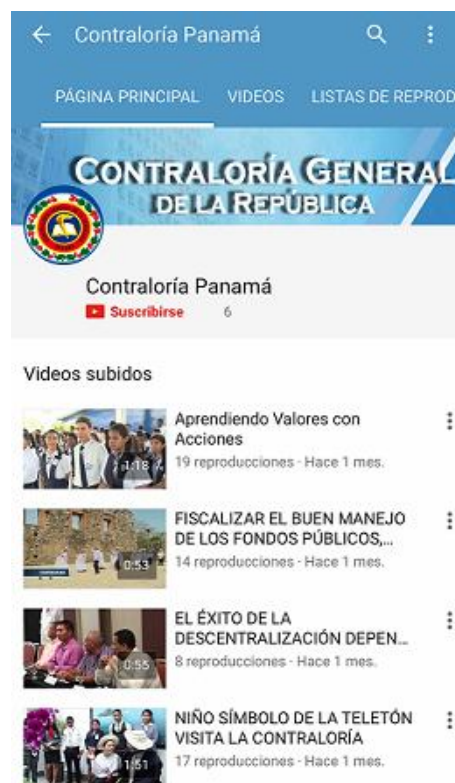 Contraloría Panamá
PÁGINA PRINCIPAL VIDEOS LISTAS DE REPROD
CONTRALORÍA GENERAL
DE LA REPÚBLICA
Contraloría Panamá
Suscribirse 6
Videos subidos
Aprendiendo Valores con
Acciones
19 reproducciones · Hace 1 mes.
1:18
FISCALIZAR EL BUEN MANEJO
DE LOS FONDOS PÚBLICOS,...
14 reproducciones · Hace 1 mes.
0:53
EL ÉXITO DE LA
DESCENTRALIZACIÓN DEPEN...
8 reproducciones · Hace 1 mes.
0:55
NIÑO SÍMBOLO DE LA TELETÓN
VISITA LA CONTRALORÍA
17 reproducciones · Hace 1 mes.
1:51